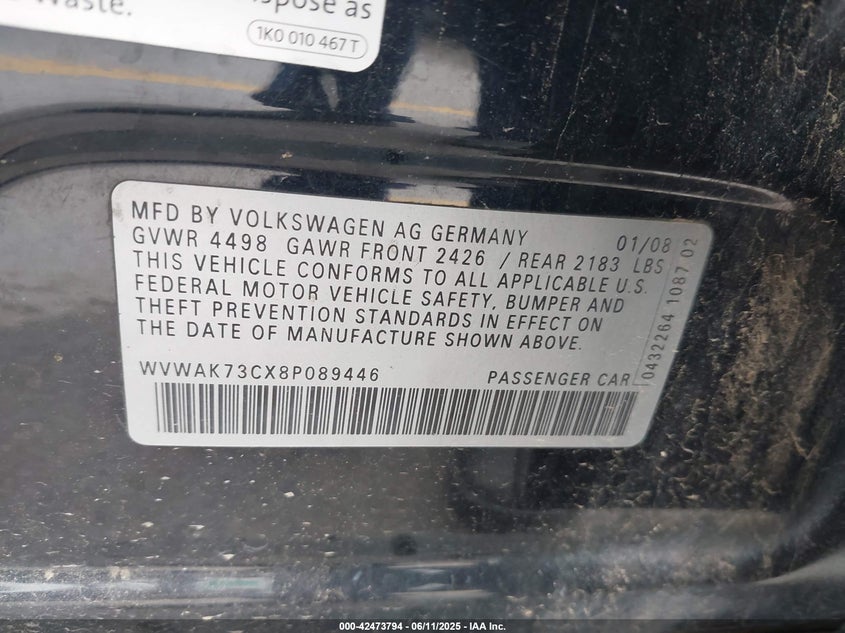 Waste.
spose as
1K0 010 467 T
MFD BY VOLKSWAGEN AG GERMANY 01/08
GVWR 4498 GAWR FRONT 2426 / REAR 2183 LBS
THIS VEHICLE CONFORMS TO ALL APPLICABLE U.S.
FEDERAL MOTOR VEHICLE SAFETY, BUMPER AND
THEFT PREVENTION STANDARDS IN EFFECT ON
THE DATE OF MANUFACTURE SHOWN ABOVE.
WVWAK73CX8P089446 PASSENGER CAR
0432264 1087 02
000-42473794 - 06/11/2025 - IAA Inc.